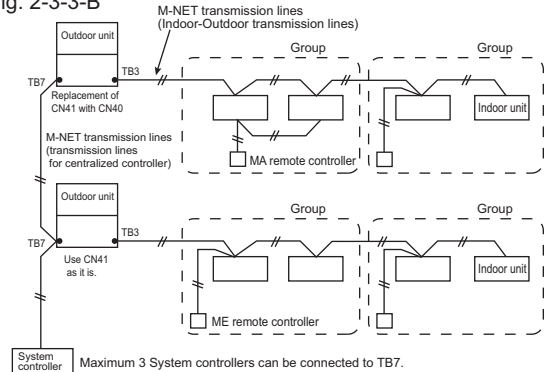 Fig. 2-3-3-B
M-NET transmission lines
(Indoor-Outdoor transmission lines)
Outdoor unit
Group
Group
TB7
TB3
Replacement of
CN41 with CN40
Indoor unit
M-NET transmission lines
(transmission lines
for centralized controller)
MA remote controller
Outdoor unit
Group
Group
TB7
TB3
Use CN41
as it is.
Indoor unit
ME remote controller
System
controller
Maximum 3 System controllers can be connected to TB7.